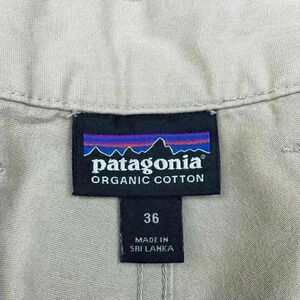 patagonia
ORGANIC COTTON
36
MADE IN
SRI LANKA